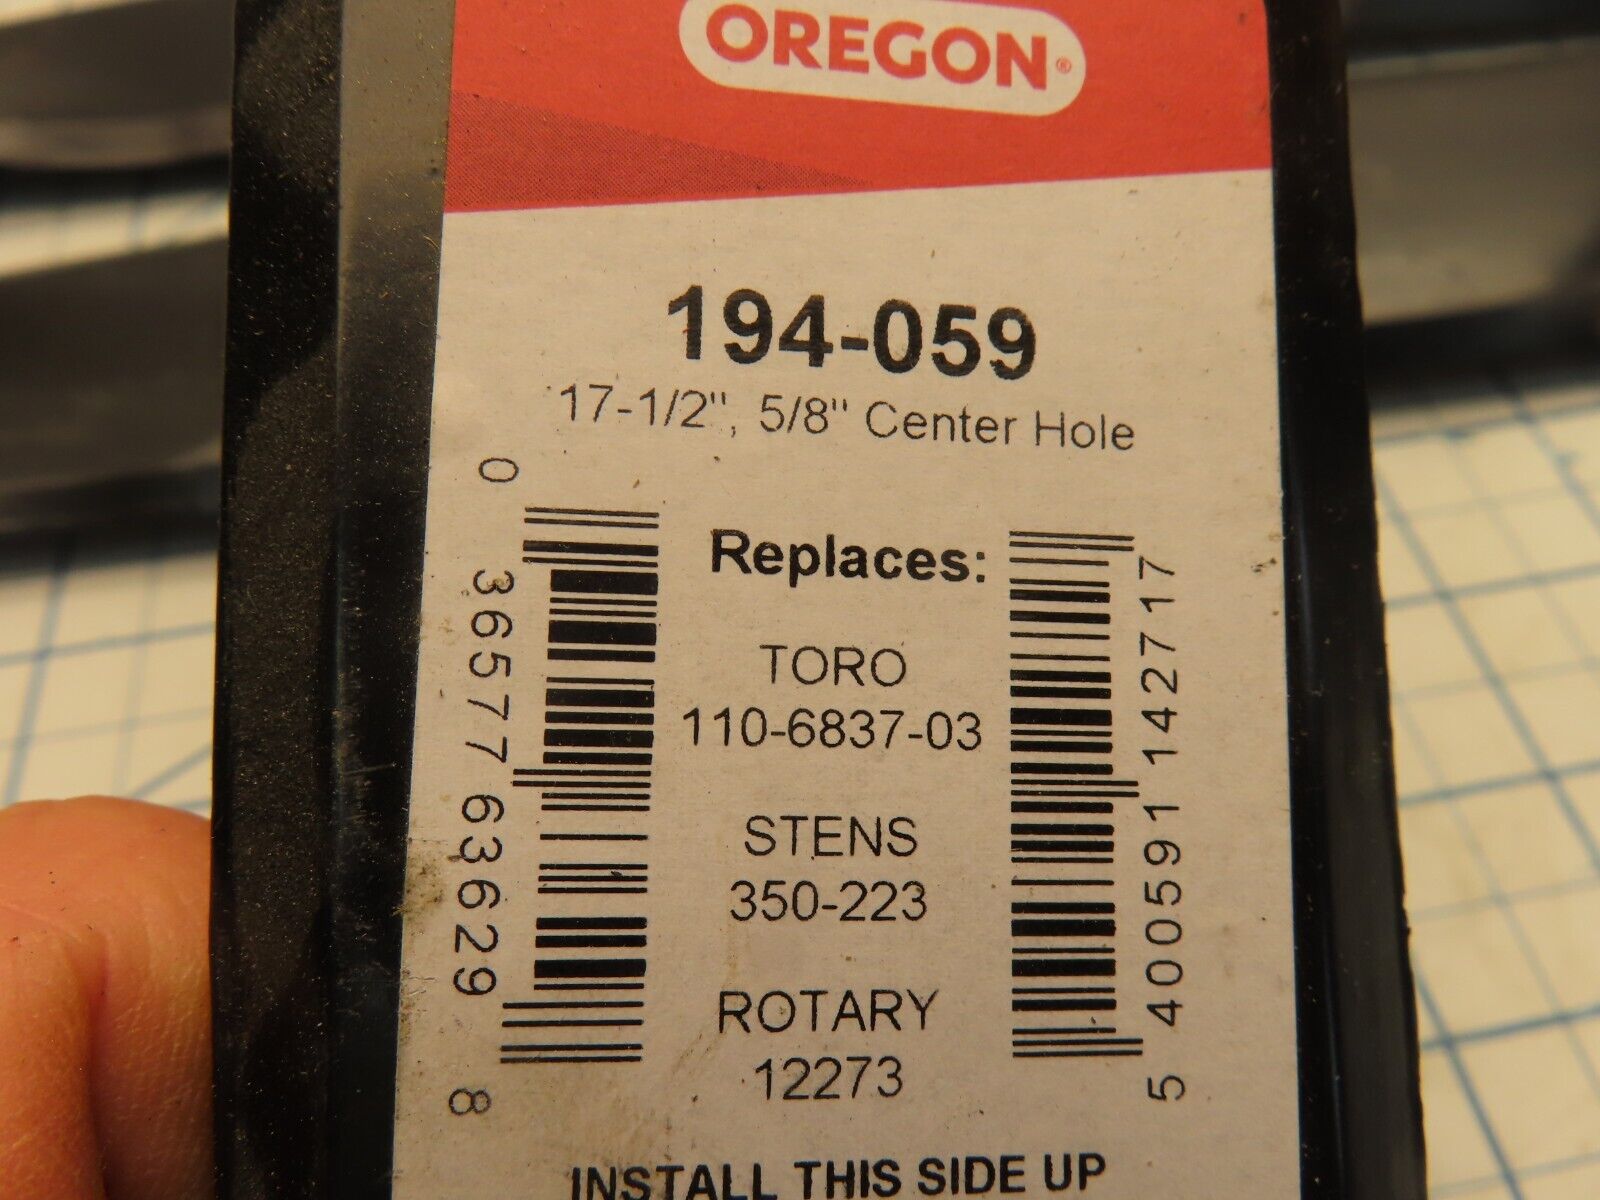 OREGON®
194-059
17-1/2", 5/8" Center Hole
0 36577 63629 8
Replaces:
TORO
110-6837-03
STENS
350-223
ROTARY
12273
5 400591 142717
INSTALL THIS SIDE UP